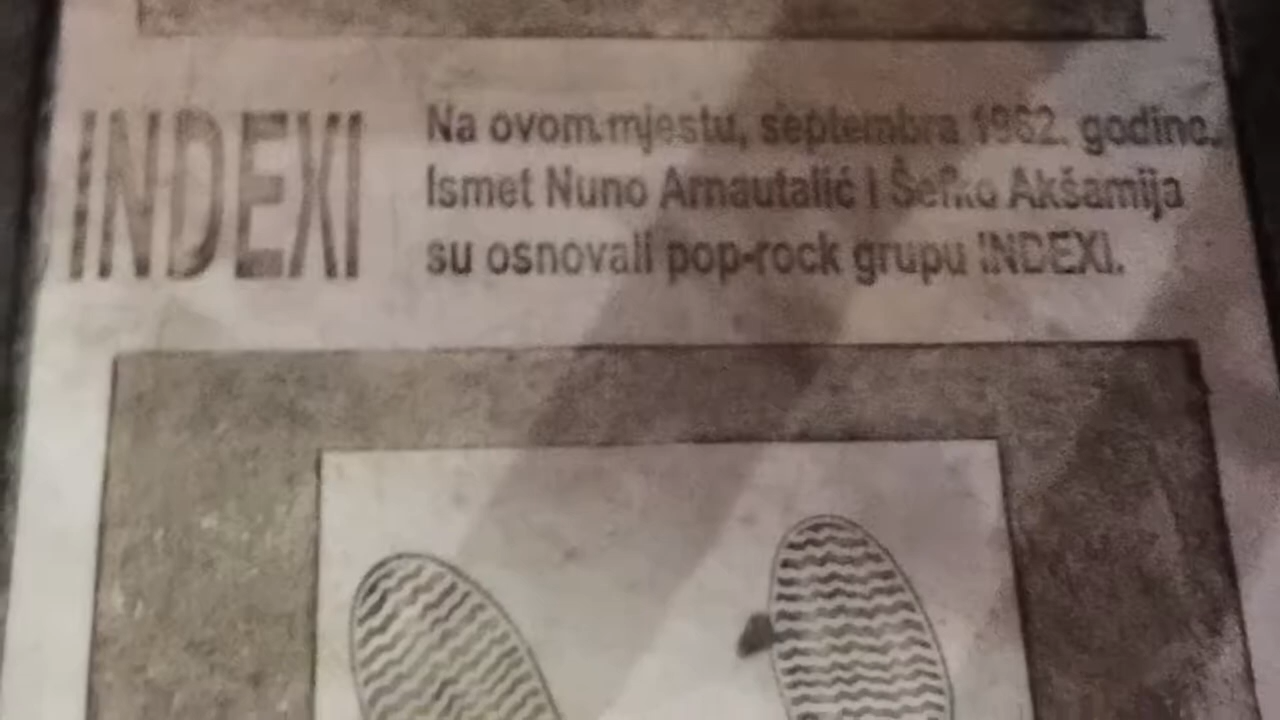 INDEXI
Na ovom mjestu, septembra 1962. godine.
Ismet Nuno Arnautalić I Šefko Akšamija
su osnovali pop-rock grupu INDEXI.